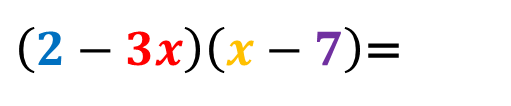 (2 − 3x)(x − 7)=